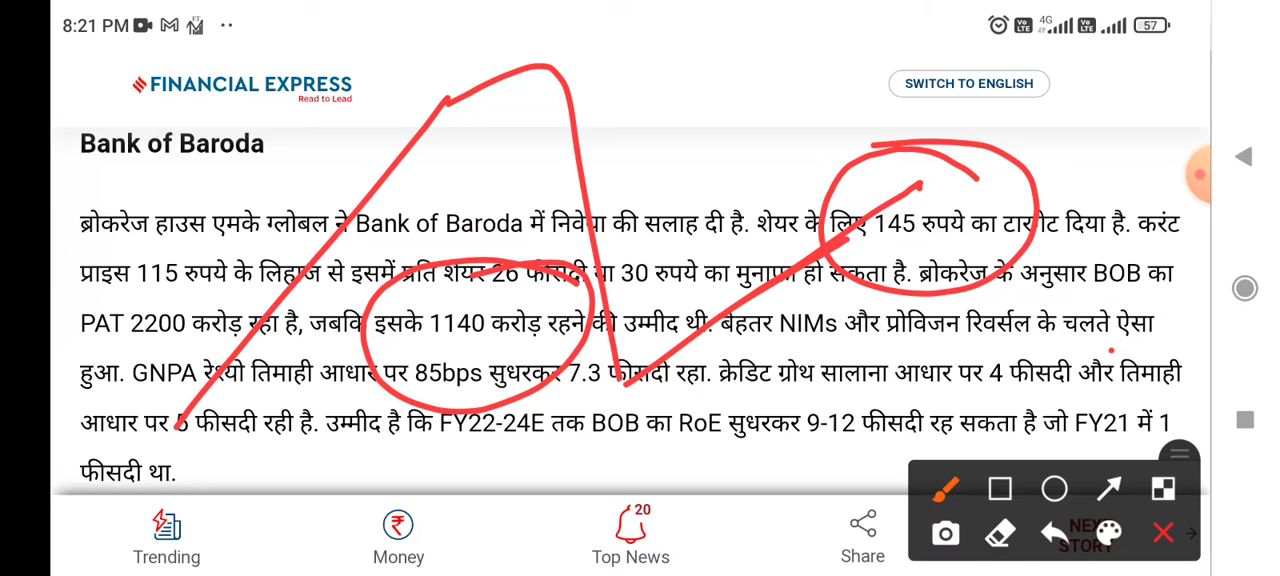 8:21 PM
4G
57
FINANCIAL EXPRESS
Read to Lead
SWITCH TO ENGLISH
Bank of Baroda
ब्रोकरेज हाउस एमके ग्लोबल ने Bank of Baroda में निवेश की सलाह दी है. शेयर के लिए 145 रुपये का टारगेट दिया है. करंट
प्राइस 115 रुपये के लिहाज से इसमें प्रति शेयर 26 फीसदी या 30 रुपये का मुनाफा हो सकता है. ब्रोकरेज के अनुसार BOB का
PAT 2200 करोड़ रहा है, जबकि इसके 1140 करोड़ रहने की उम्मीद थी. बेहतर NIMs और प्रोविजन रिवर्सल के चलते ऐसा
हुआ. GNPA रेश्यो तिमाही आधार पर 85bps सुधरकर 7.3 फीसदी रहा. क्रेडिट ग्रोथ सालाना आधार पर 4 फीसदी और तिमाही
आधार पर 5 फीसदी रही है. उम्मीद है कि FY22-24E तक BOB का RoE सुधरकर 9-12 फीसदी रह सकता है जो FY21 में 1
फीसदी था.
20
Trending
Money
Top News
Share
NEXT
STORY